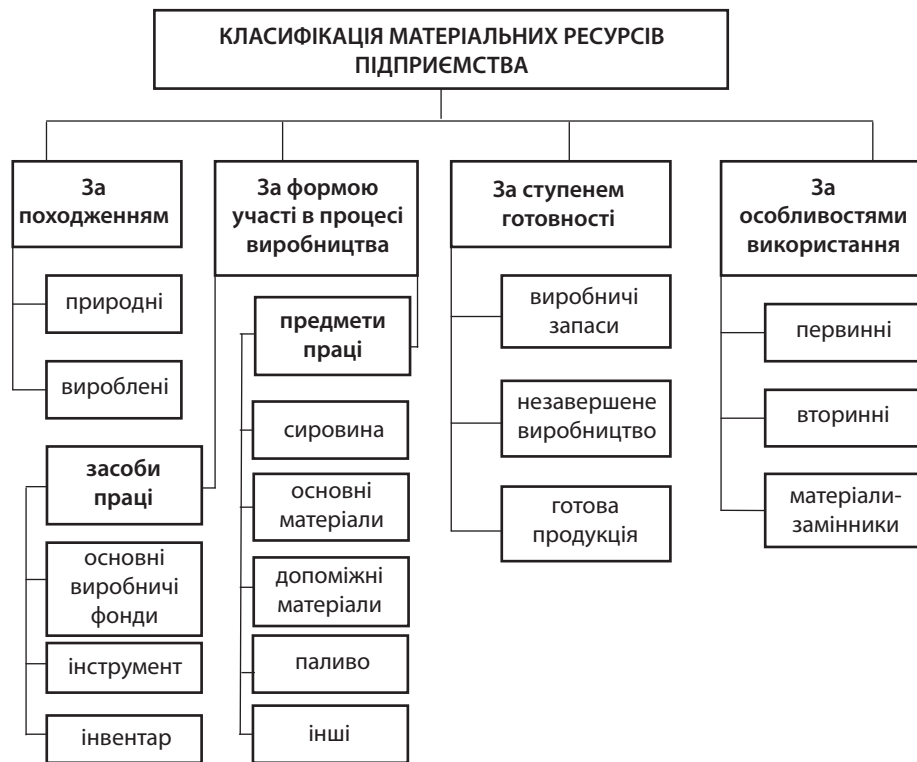 КЛАСИФІКАЦІЯ МАТЕРІАЛЬНИХ РЕСУРСІВ
ПІДПРИЄМСТВА
За
походженням
природні
вироблені
За формою
участі в процесі
виробництва
засоби
праці
основні
виробничі
фонди
інструмент
інвентар
предмети
праці
сировина
основні
матеріали
допоміжні
матеріали
паливо
інші
За ступенем
готовності
виробничі
запаси
незавершене
виробництво
готова
продукція
За
особливостями
використання
первинні
вторинні
матеріали-
замінники